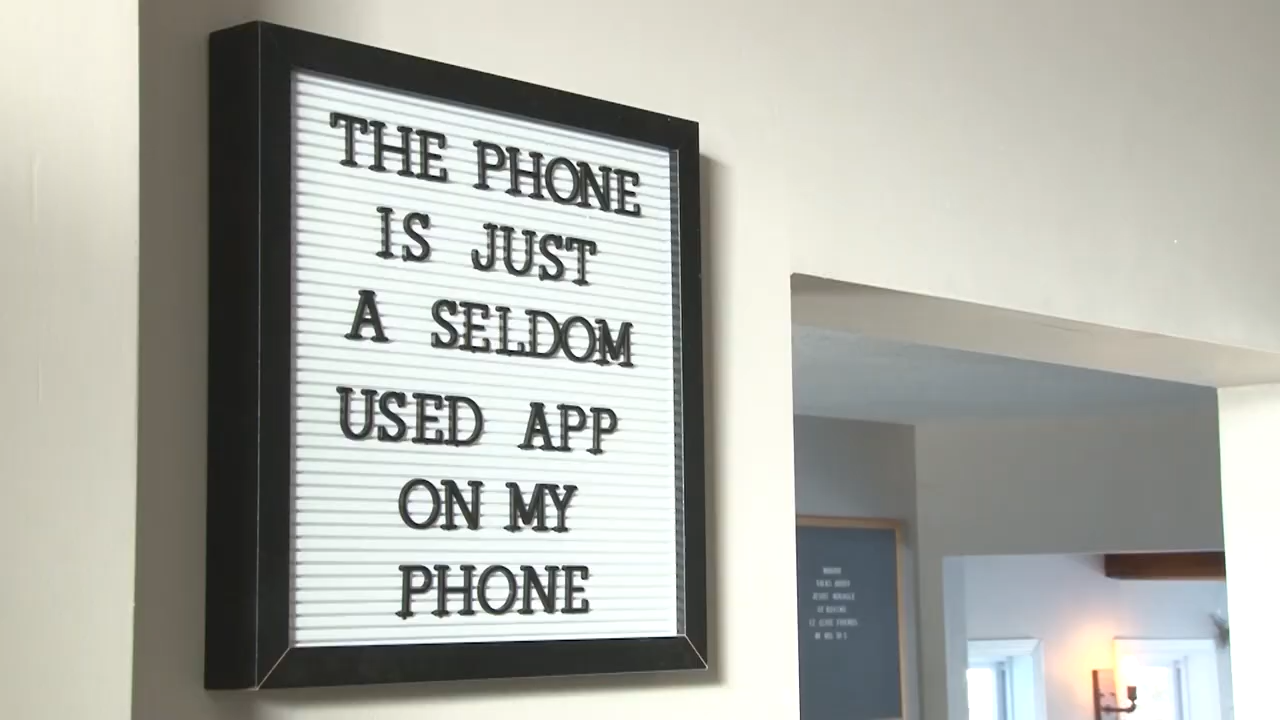 THE PHONE
IS JUST
A SELDOM
USED APP
ON MY
PHONE